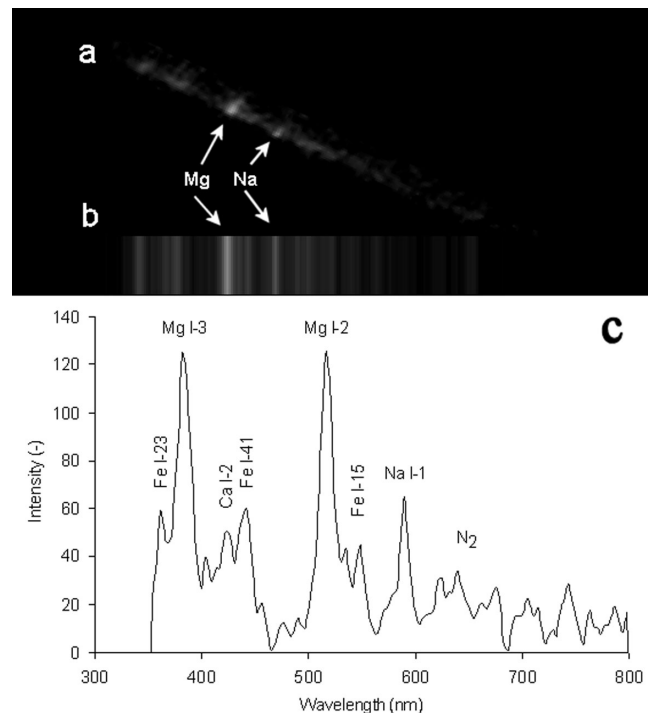 a
Mg Na
b
c
Mg I-3
Mg I-2
Fe I-23
Ca I-2
Fe I-41
Fe I-15
Na I-1
N2
Intensity (-)
140
120
100
80
60
40
20
0
300 400 500 600 700 800
Wavelength (nm)